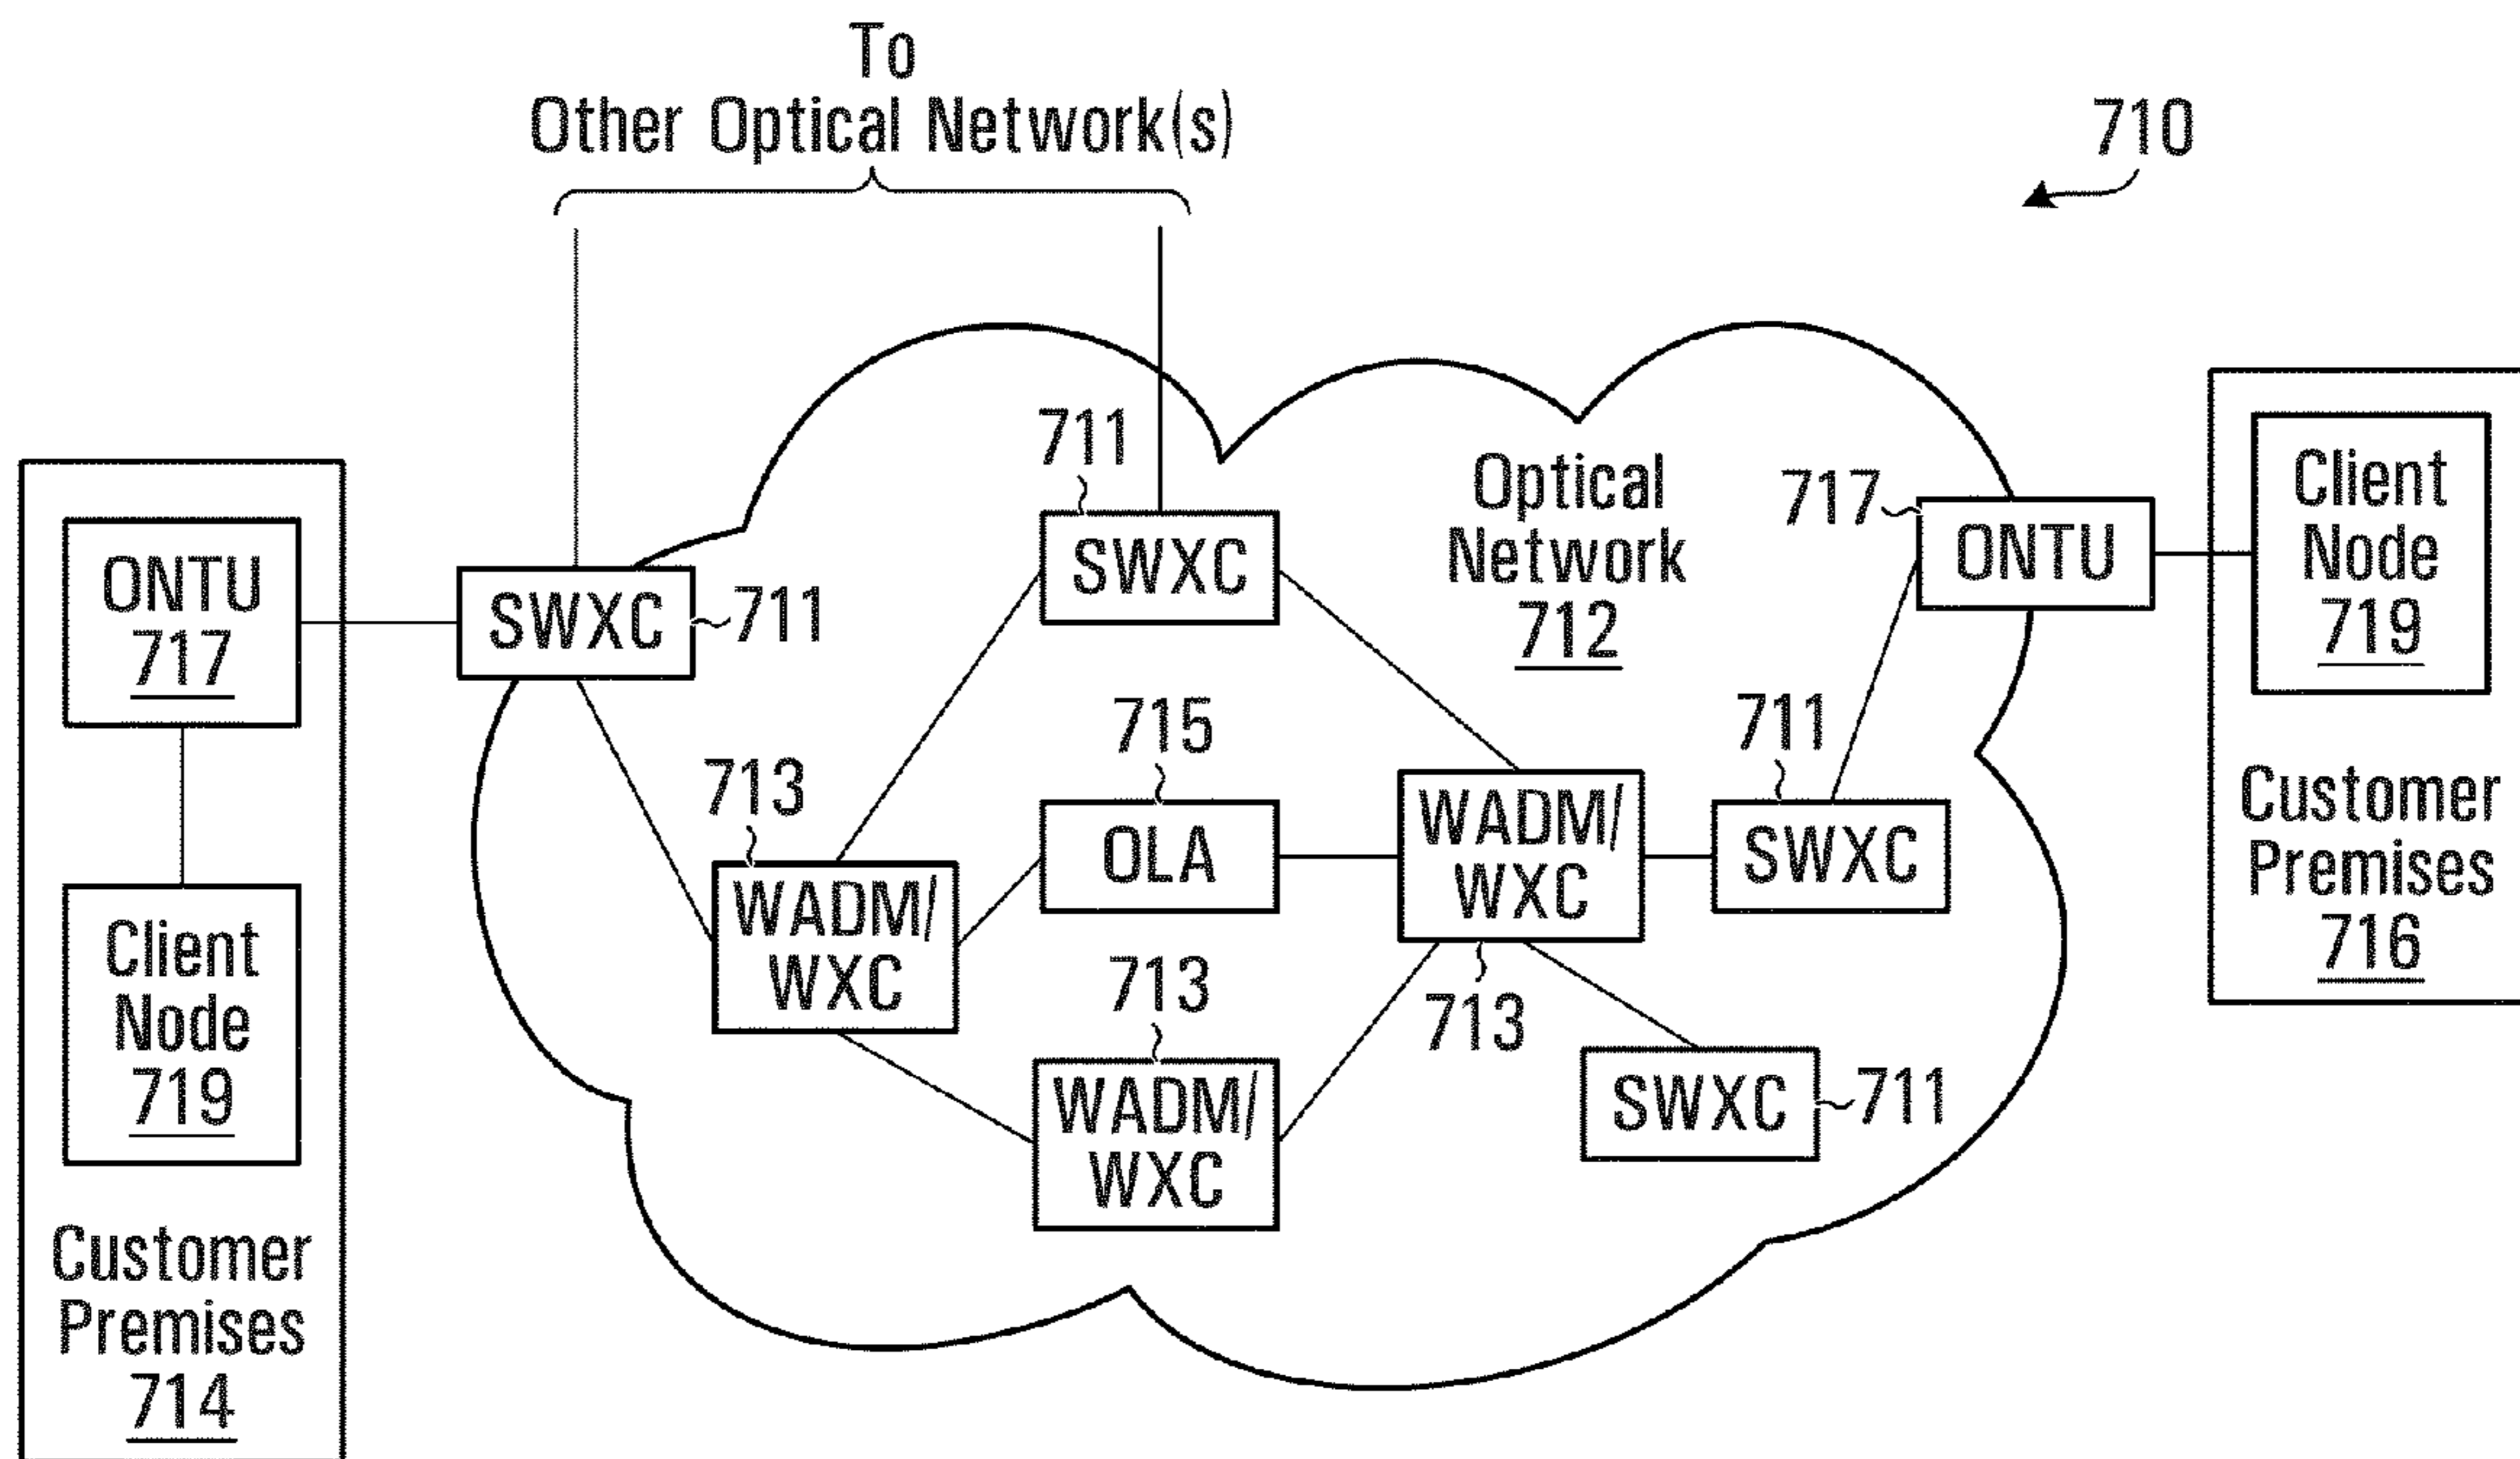 To
Other Optical Network(s)
710
711
Optical
Network
712
717
ONTU
Client
Node
719
ONTU
717
SWXC
711
SWXC
715
711
713
Customer
Premises
716
OLA
WADM/
WXC
SWXC
WADM/
WXC
Client
Node
719
713
713
WADM/
WXC
SWXC
711
Customer
Premises
714